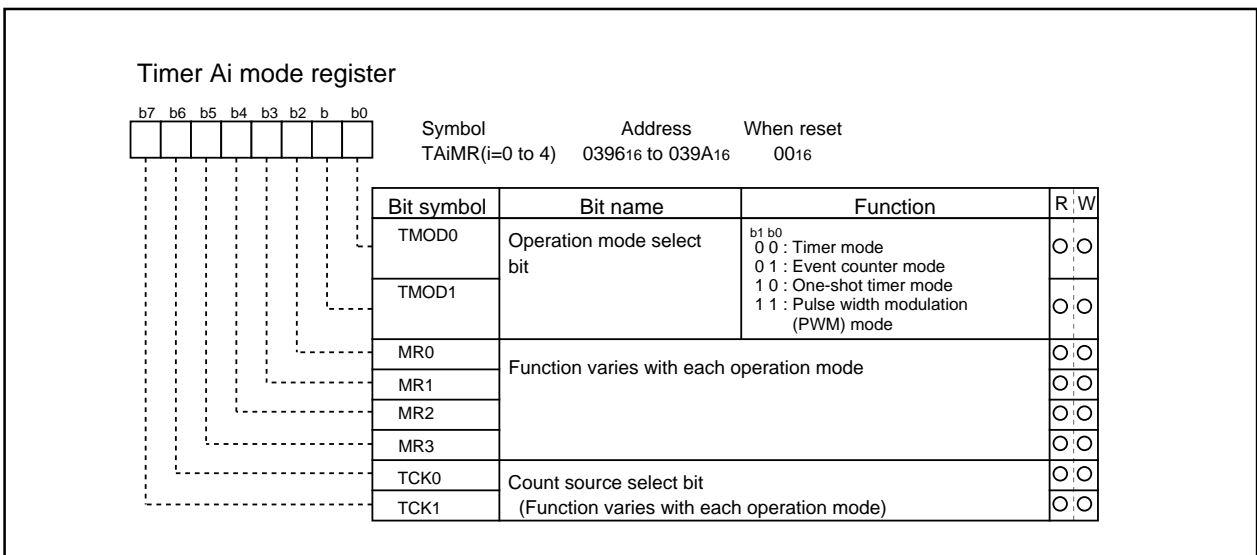 Timer Ai mode register
b7 b6 b5 b4 b3 b2 b b0
Symbol Address When reset
TAiMR(i=0 to 4) 039616 to 039A16 0016
Bit symbol Bit name Function R W
TMOD0 Operation mode select bit
b1 b0
0 0 : Timer mode
0 1 : Event counter mode
1 0 : One-shot timer mode
TMOD1
1 1 : Pulse width modulation
(PWM) mode
MR0
Function varies with each operation mode
MR1
MR2
MR3
TCK0
Count source select bit
(Function varies with each operation mode)
TCK1